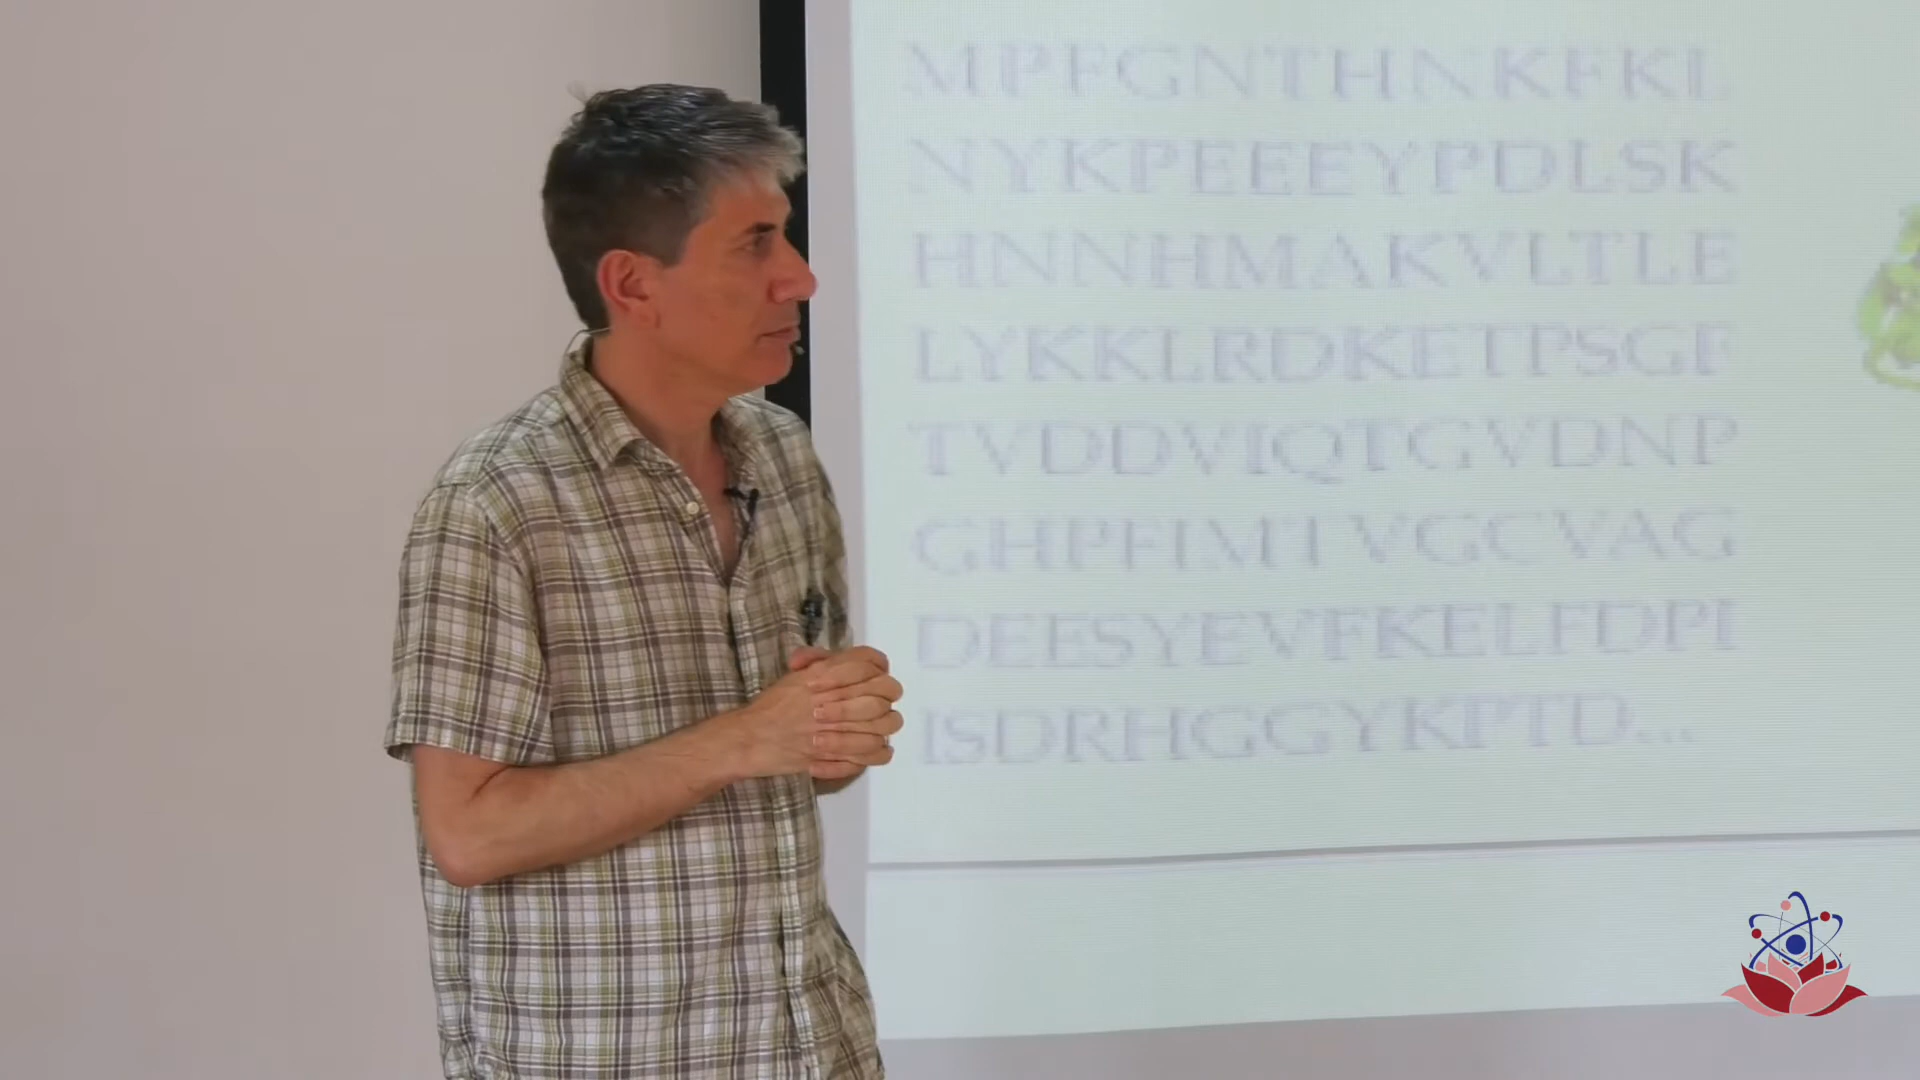 MPFGNTHNKFKL
NYKPEEEYPDLSK
HNNHMAKVLTLE
LYKKLRDKETPSGF
TVDDVIQTGVDNP
GHPFIMTVGCVAG
DEESYEVFKELFDPI
ISDRHGGYKPTD...